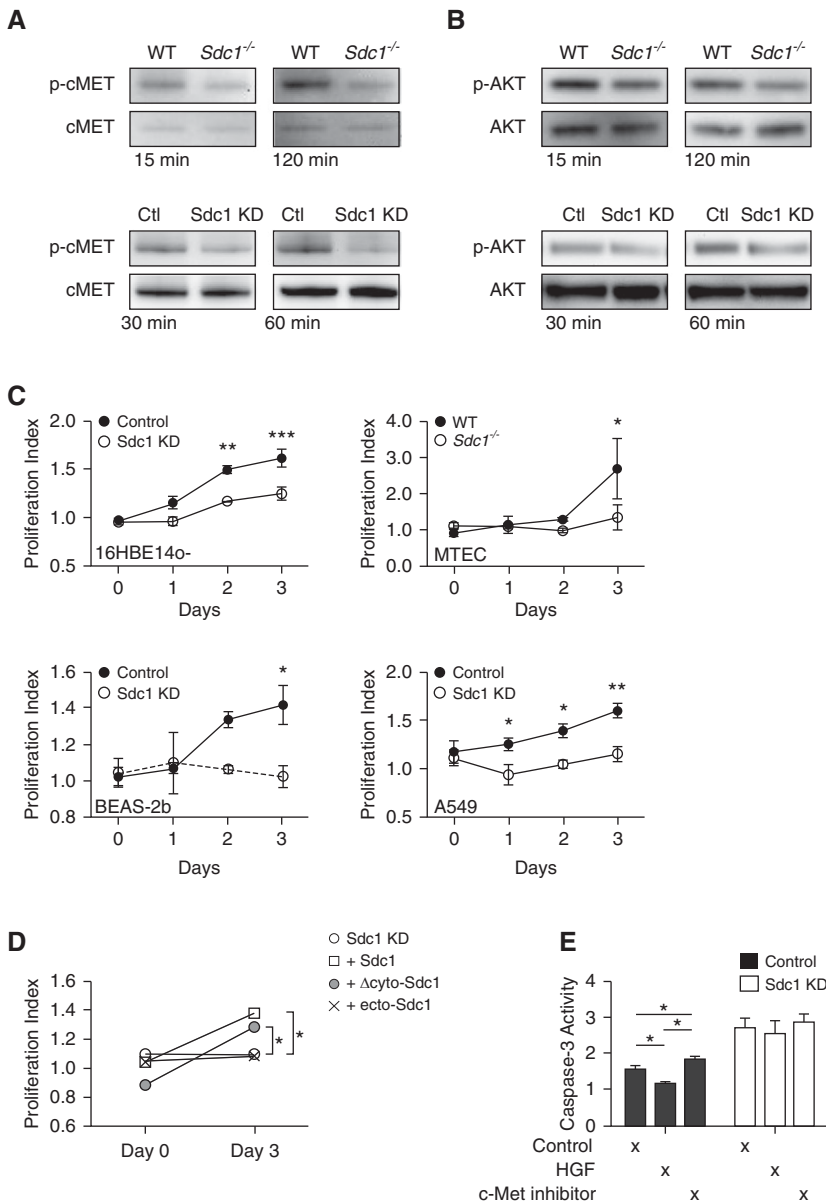 A
B
WT Sdc1-/- WT Sdc1-/-
p-cMET
cMET
15 min 120 min
WT Sdc1-/- WT Sdc1-/-
p-AKT
AKT
15 min 120 min
Ctl Sdc1 KD Ctl Sdc1 KD
p-cMET
cMET
30 min 60 min
Ctl Sdc1 KD Ctl Sdc1 KD
p-AKT
AKT
30 min 60 min
C
Proliferation Index
2.0
1.5
1.0
0.5
Control
Sdc1 KD
** ***
16HBE14o-
0 1 2 3
Days
Proliferation Index
4.0
3.0
2.0
1.0
0.0
WT
Sdc1-/-
*
MTEC
0 1 2 3
Days
Proliferation Index
1.6
1.4
1.2
1.0
0.8
Control
Sdc1 KD
*
BEAS-2b
0 1 2 3
Days
Proliferation Index
2.0
1.5
1.0
0.5
Control
Sdc1 KD
* * **
A549
0 1 2 3
Days
D
Proliferation Index
1.6
1.4
1.2
1.0
0.8
0.6
Day 0 Day 3
* *
Sdc1 KD
+ Sdc1
+ Δcyto-Sdc1
+ ecto-Sdc1
E
Control
Sdc1 KD
Caspase-3 Activity
4
3
2
1
0
*
* *
Control x x
HGF x x
c-Met inhibitor x x